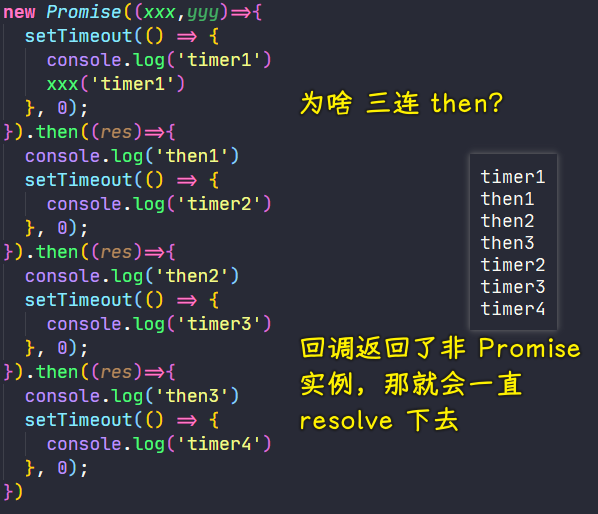 new Promise((xxx,yyy)=>{
  setTimeout(() => {
    console.log('timer1')
    xxx('timer1')
  }, 0);
}).then((res)=>{
  console.log('then1')
  setTimeout(() => {
    console.log('timer2')
  }, 0);
}).then((res)=>{
  console.log('then2')
  setTimeout(() => {
    console.log('timer3')
  }, 0);
}).then((res)=>{
  console.log('then3')
  setTimeout(() => {
    console.log('timer4')
  }, 0);
})
为啥 三连 then?
timer1
then1
then2
then3
timer2
timer3
timer4
回调返回了非 Promise
实例，那就会一直
resolve 下去